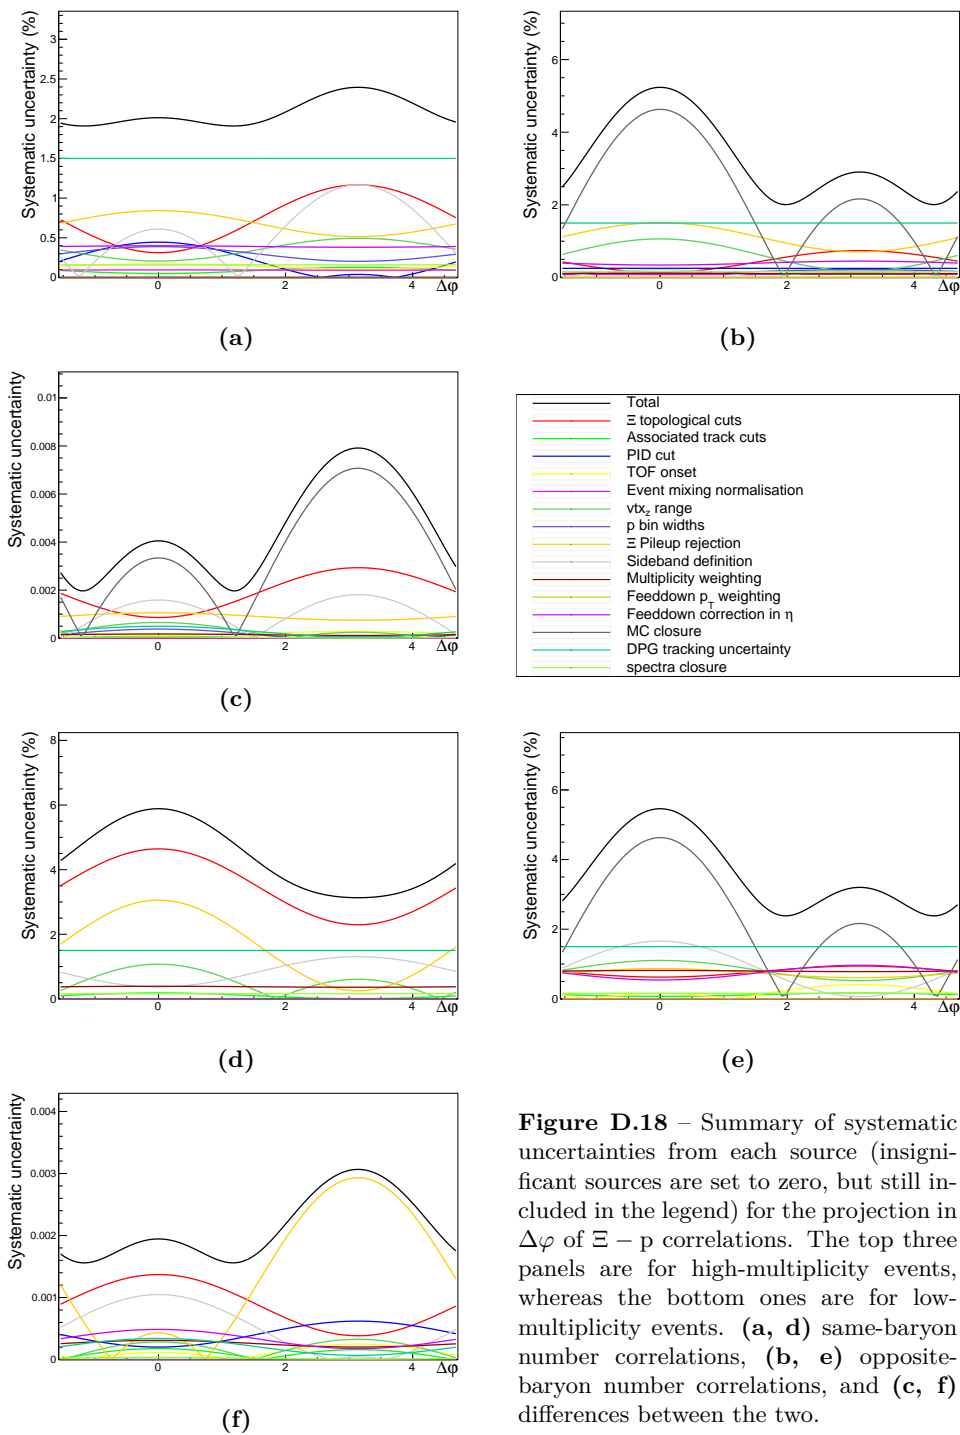 Systematic uncertainty (%)
3
2.5
2
1.5
1
0.5
0
0
2
4
Δφ
(a)
Systematic uncertainty (%)
6
4
2
0
0
2
4
Δφ
(b)
Systematic uncertainty
0.01
0.008
0.006
0.004
0.002
0
0
2
4
Δφ
(c)
Total
Ξ topological cuts
Associated track cuts
PID cut
TOF onset
Event mixing normalisation
vtx_z range
p bin widths
Ξ Pileup rejection
Sideband definition
Multiplicity weighting
Feeddown p_T weighting
Feeddown correction in η
MC closure
DPG tracking uncertainty
spectra closure
Systematic uncertainty (%)
8
6
4
2
0
0
2
4
Δφ
(d)
Systematic uncertainty (%)
6
4
2
0
0
2
4
Δφ
(e)
Systematic uncertainty
0.004
0.003
0.002
0.001
0
0
2
4
Δφ
(f)
Figure D.18 – Summary of systematic
uncertainties from each source (insigni-
ficant sources are set to zero, but still in-
cluded in the legend) for the projection in
Δφ of Ξ − p correlations. The top three
panels are for high-multiplicity events,
whereas the bottom ones are for low-
multiplicity events. (a, d) same-baryon
number correlations, (b, e) opposite-
baryon number correlations, and (c, f)
differences between the two.